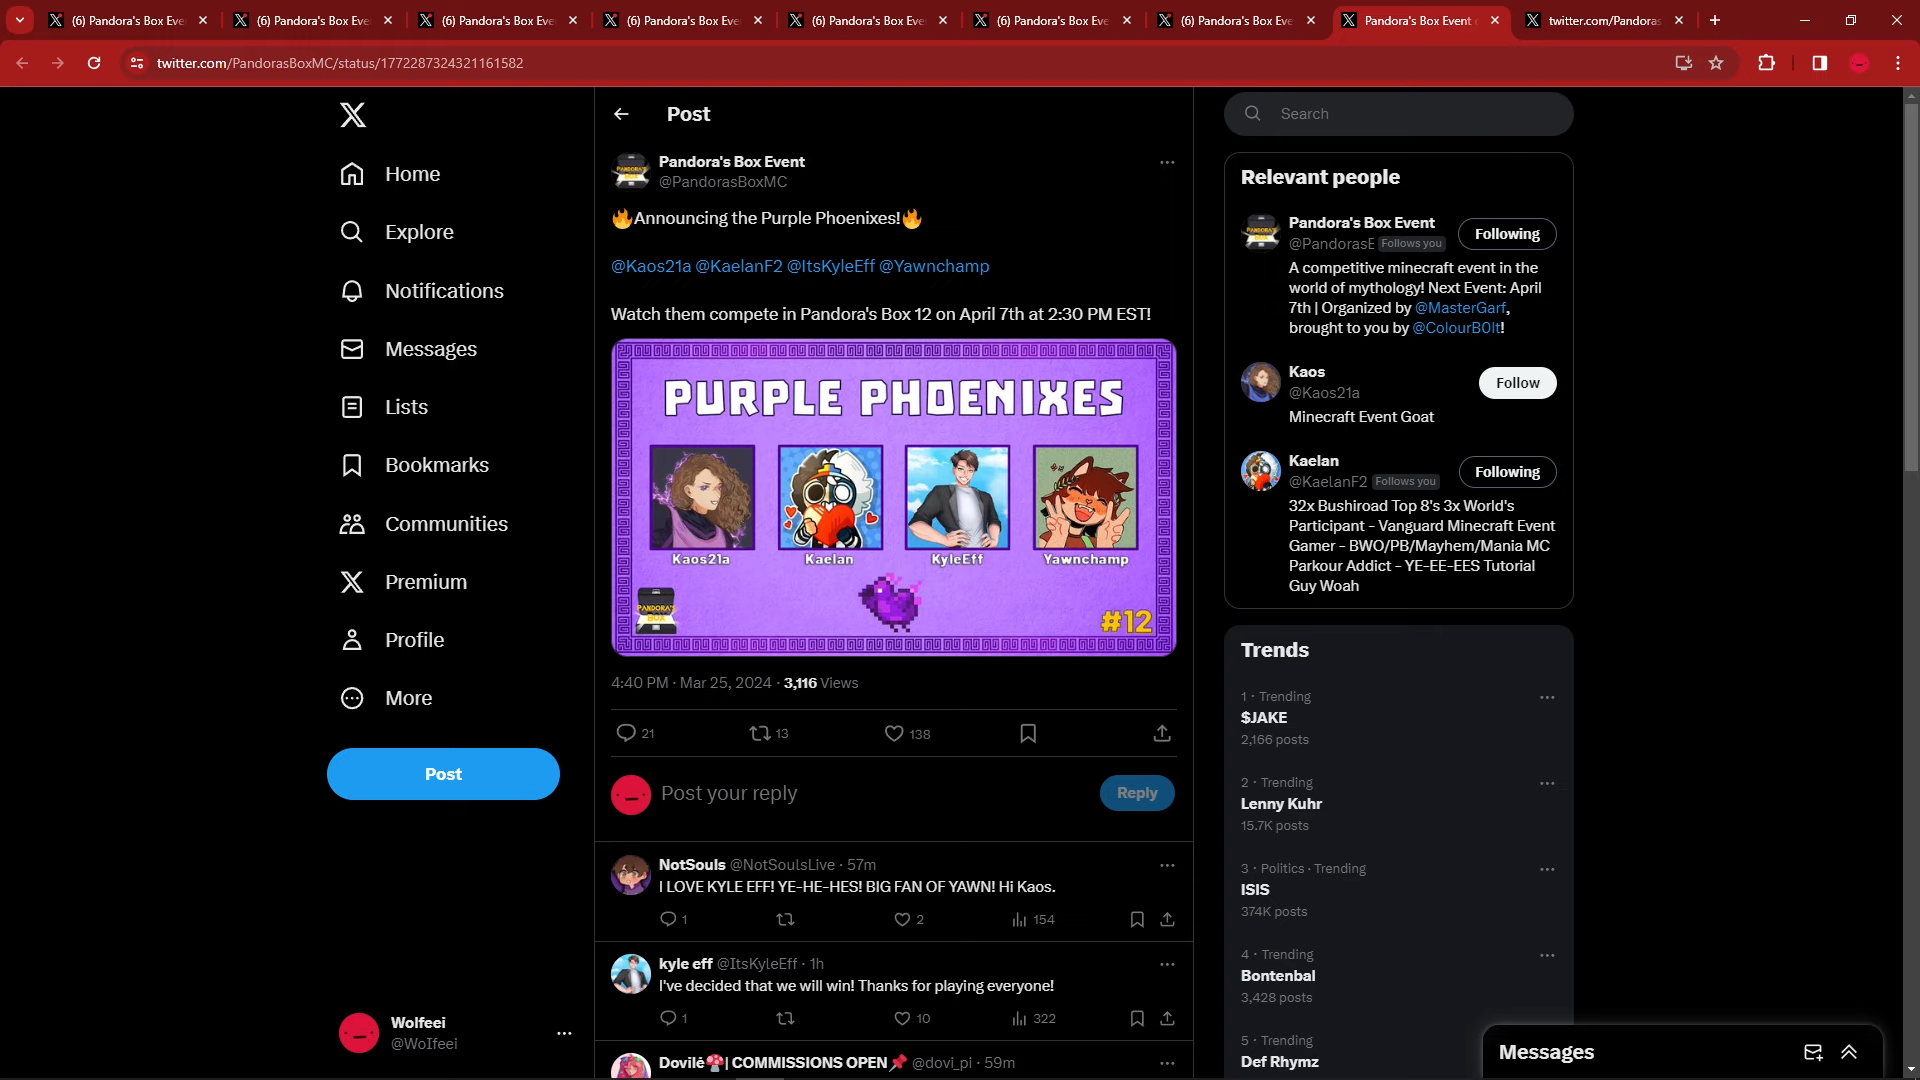 (6) Pandora's Box Eve
(6) Pandora's Box Eve
(6) Pandora's Box Eve
(6) Pandora's Box Eve
(6) Pandora's Box Eve
(6) Pandora's Box Eve
(6) Pandora's Box Eve
Pandora's Box Event
twitter.com/Pandoras
twitter.com/PandorasBoxMC/status/1772287324321161582
Home
Explore
Notifications
Messages
Lists
Bookmarks
Communities
Premium
Profile
More
Post
Wolfeei
@WoIfeei
Post
Pandora's Box Event
@PandorasBoxMC
🔥Announcing the Purple Phoenixes!🔥
@Kaos21a @KaelanF2 @ItsKyleEff @Yawnchamp
Watch them compete in Pandora's Box 12 on April 7th at 2:30 PM EST!
PURPLE PHOENIXES
Kaos21a Kaelan KyleEff Yawnchamp
PANDORA'S
BOX
#12
4:40 PM · Mar 25, 2024 · 3,116 Views
21 13 138
Post your reply
Reply
NotSouls @NotSoulsLive · 57m
I LOVE KYLE EFF! YE-HE-HES! BIG FAN OF YAWN! Hi Kaos.
1 2 154
kyle eff @ItsKyleEff · 1h
I've decided that we will win! Thanks for playing everyone!
1 10 322
Dovilė🍄| COMMISSIONS OPEN📌 @dovi_pi · 59m
Search
Relevant people
Pandora's Box Event
@PandorasE Follows you
Following
A competitive minecraft event in the
world of mythology! Next Event: April
7th | Organized by @MasterGarf,
brought to you by @ColourB0lt!
Kaos
@Kaos21a
Follow
Minecraft Event Goat
Kaelan
@KaelanF2 Follows you
Following
32x Bushiroad Top 8's 3x World's
Participant - Vanguard Minecraft Event
Gamer - BWO/PB/Mayhem/Mania MC
Parkour Addict - YE-EE-EES Tutorial
Guy Woah
Trends
1 · Trending
$JAKE
2,166 posts
2 · Trending
Lenny Kuhr
15.7K posts
3 · Politics · Trending
ISIS
374K posts
4 · Trending
Bontenbal
3,428 posts
5 · Trending
Def Rhymz
Messages